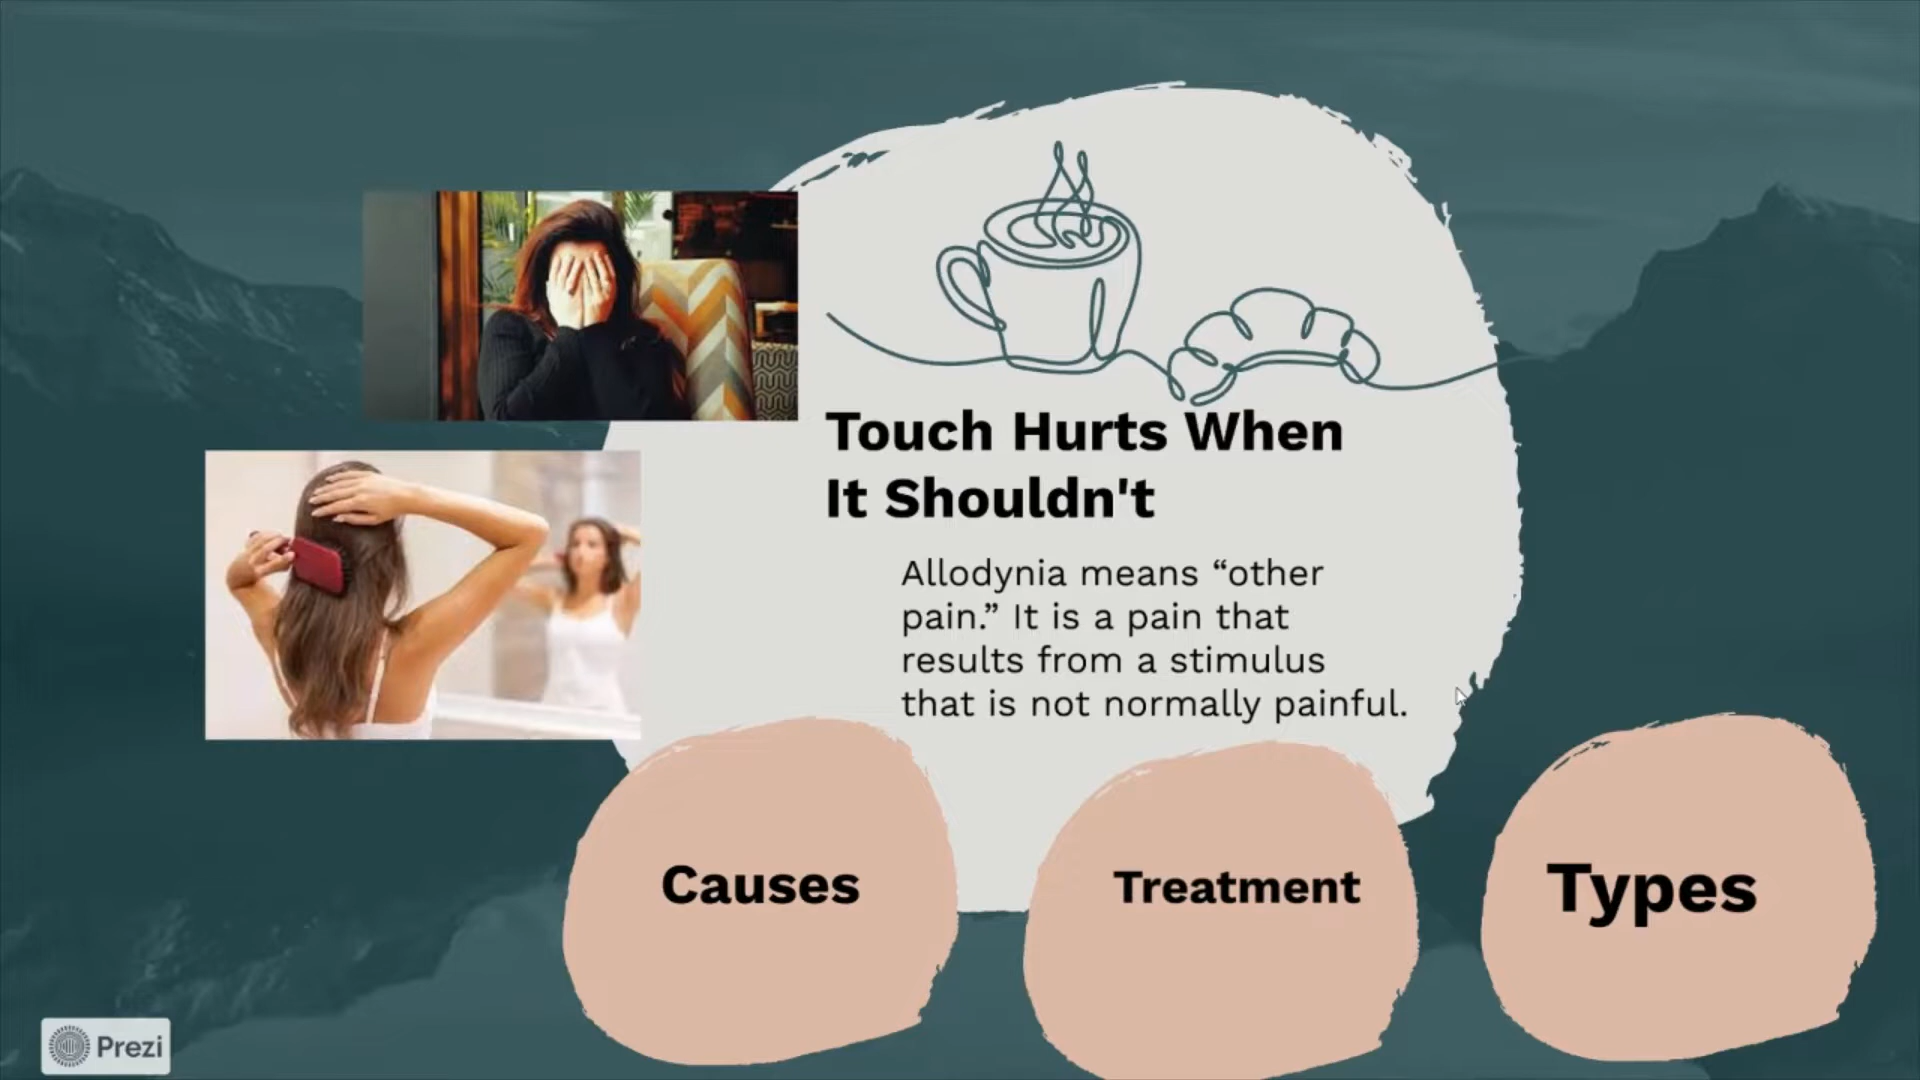 Touch Hurts When
It Shouldn't
Allodynia means “other
pain.” It is a pain that
results from a stimulus
that is not normally painful.
Causes
Treatment
Types
Prezi